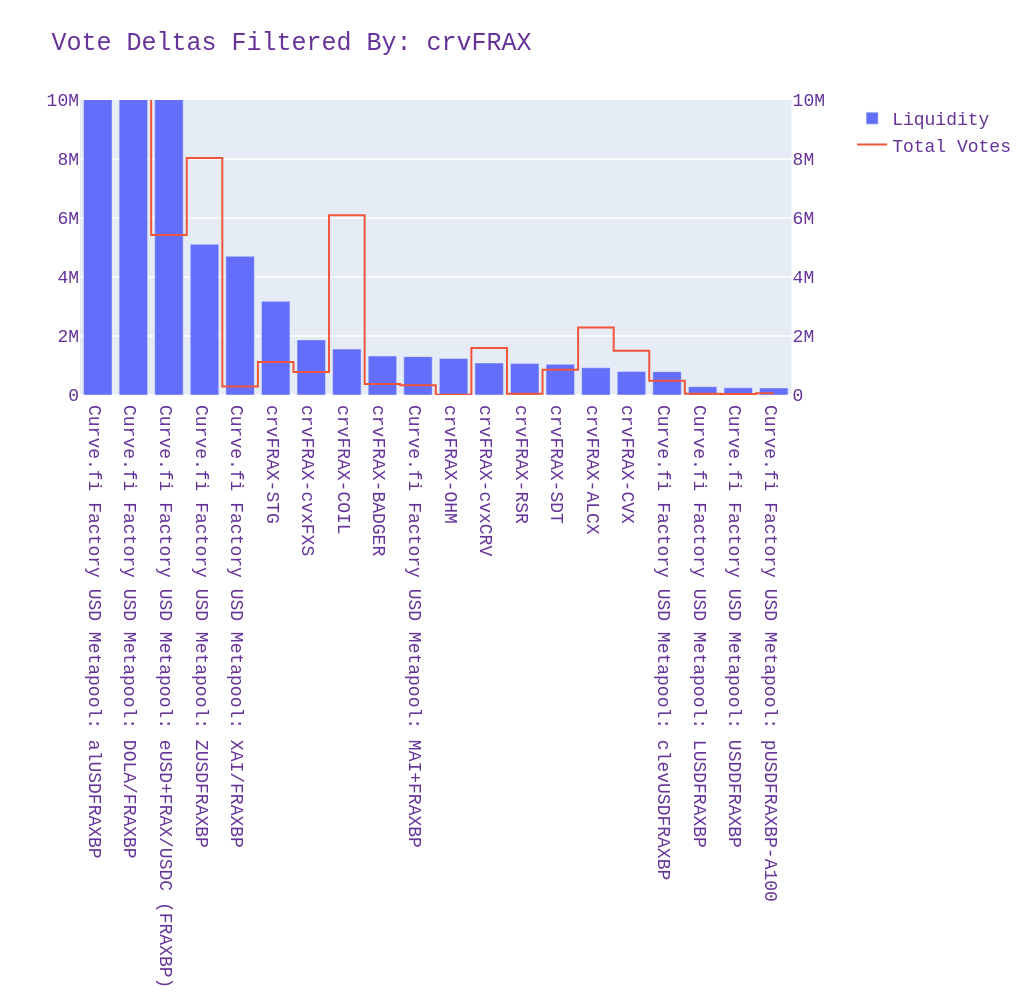 Vote Deltas Filtered By: crvFRAX
10M
8M
6M
4M
2M
0
10M
8M
6M
4M
2M
0
Liquidity
Total Votes
Curve.fi Factory USD Metapool: alUSDFRAXBP
Curve.fi Factory USD Metapool: DOLA/FRAXBP
Curve.fi Factory USD Metapool: eUSD+FRAX/USDC (FRAXBP)
Curve.fi Factory USD Metapool: ZUSDFRAXBP
Curve.fi Factory USD Metapool: XAI/FRAXBP
crvFRAX-STG
crvFRAX-cvxFXS
crvFRAX-COIL
crvFRAX-BADGER
Curve.fi Factory USD Metapool: MAI+FRAXBP
crvFRAX-OHM
crvFRAX-cvxCRV
crvFRAX-RSR
crvFRAX-SDT
crvFRAX-ALCX
crvFRAX-CVX
Curve.fi Factory USD Metapool: clevUSDFRAXBP
Curve.fi Factory USD Metapool: LUSDFRAXBP
Curve.fi Factory USD Metapool: USDDFRAXBP
Curve.fi Factory USD Metapool: pUSDFRAXBP-A100